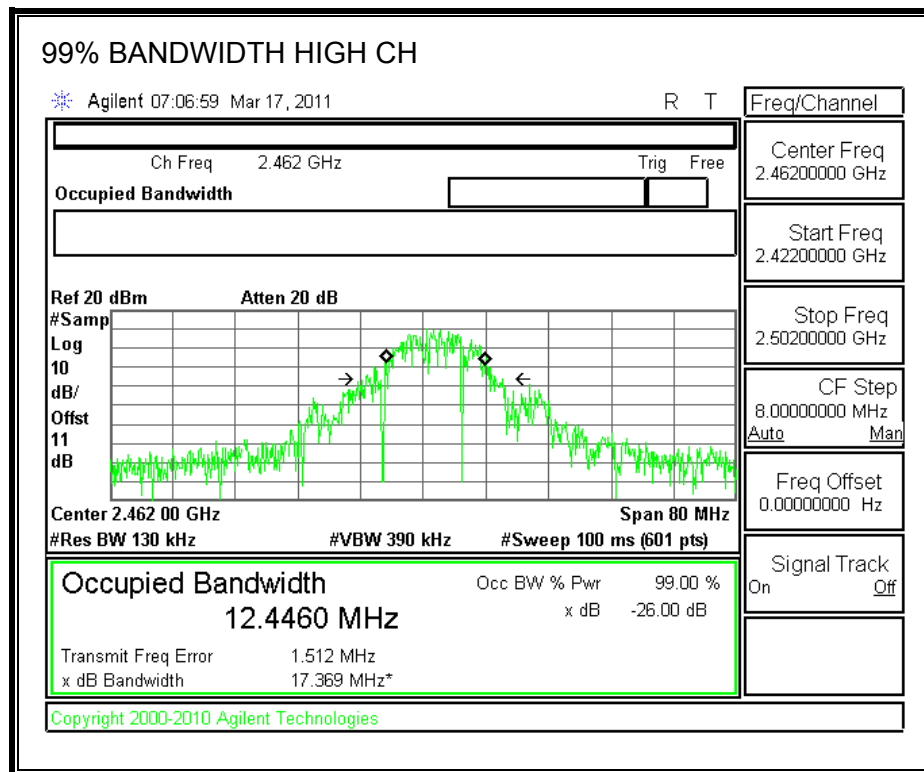 99% BANDWIDTH HIGH CH
Agilent 07:06:59 Mar 17, 2011 R T
Freq/Channel
Ch Freq 2.462 GHz Trig Free
Occupied Bandwidth
Center Freq
2.46200000 GHz
Start Freq
2.42200000 GHz
Stop Freq
2.50200000 GHz
CF Step
8.00000000 MHz
Auto Man
Freq Offset
0.00000000 Hz
Signal Track
On Off
Ref 20 dBm Atten 20 dB
#Samp
Log
10
dB/
Offst
11
dB
Center 2.462 00 GHz Span 80 MHz
#Res BW 130 kHz #VBW 390 kHz #Sweep 100 ms (601 pts)
Occupied Bandwidth Occ BW % Pwr 99.00 %
12.4460 MHz x dB -26.00 dB
Transmit Freq Error 1.512 MHz
x dB Bandwidth 17.369 MHz*
Copyright 2000-2010 Agilent Technologies